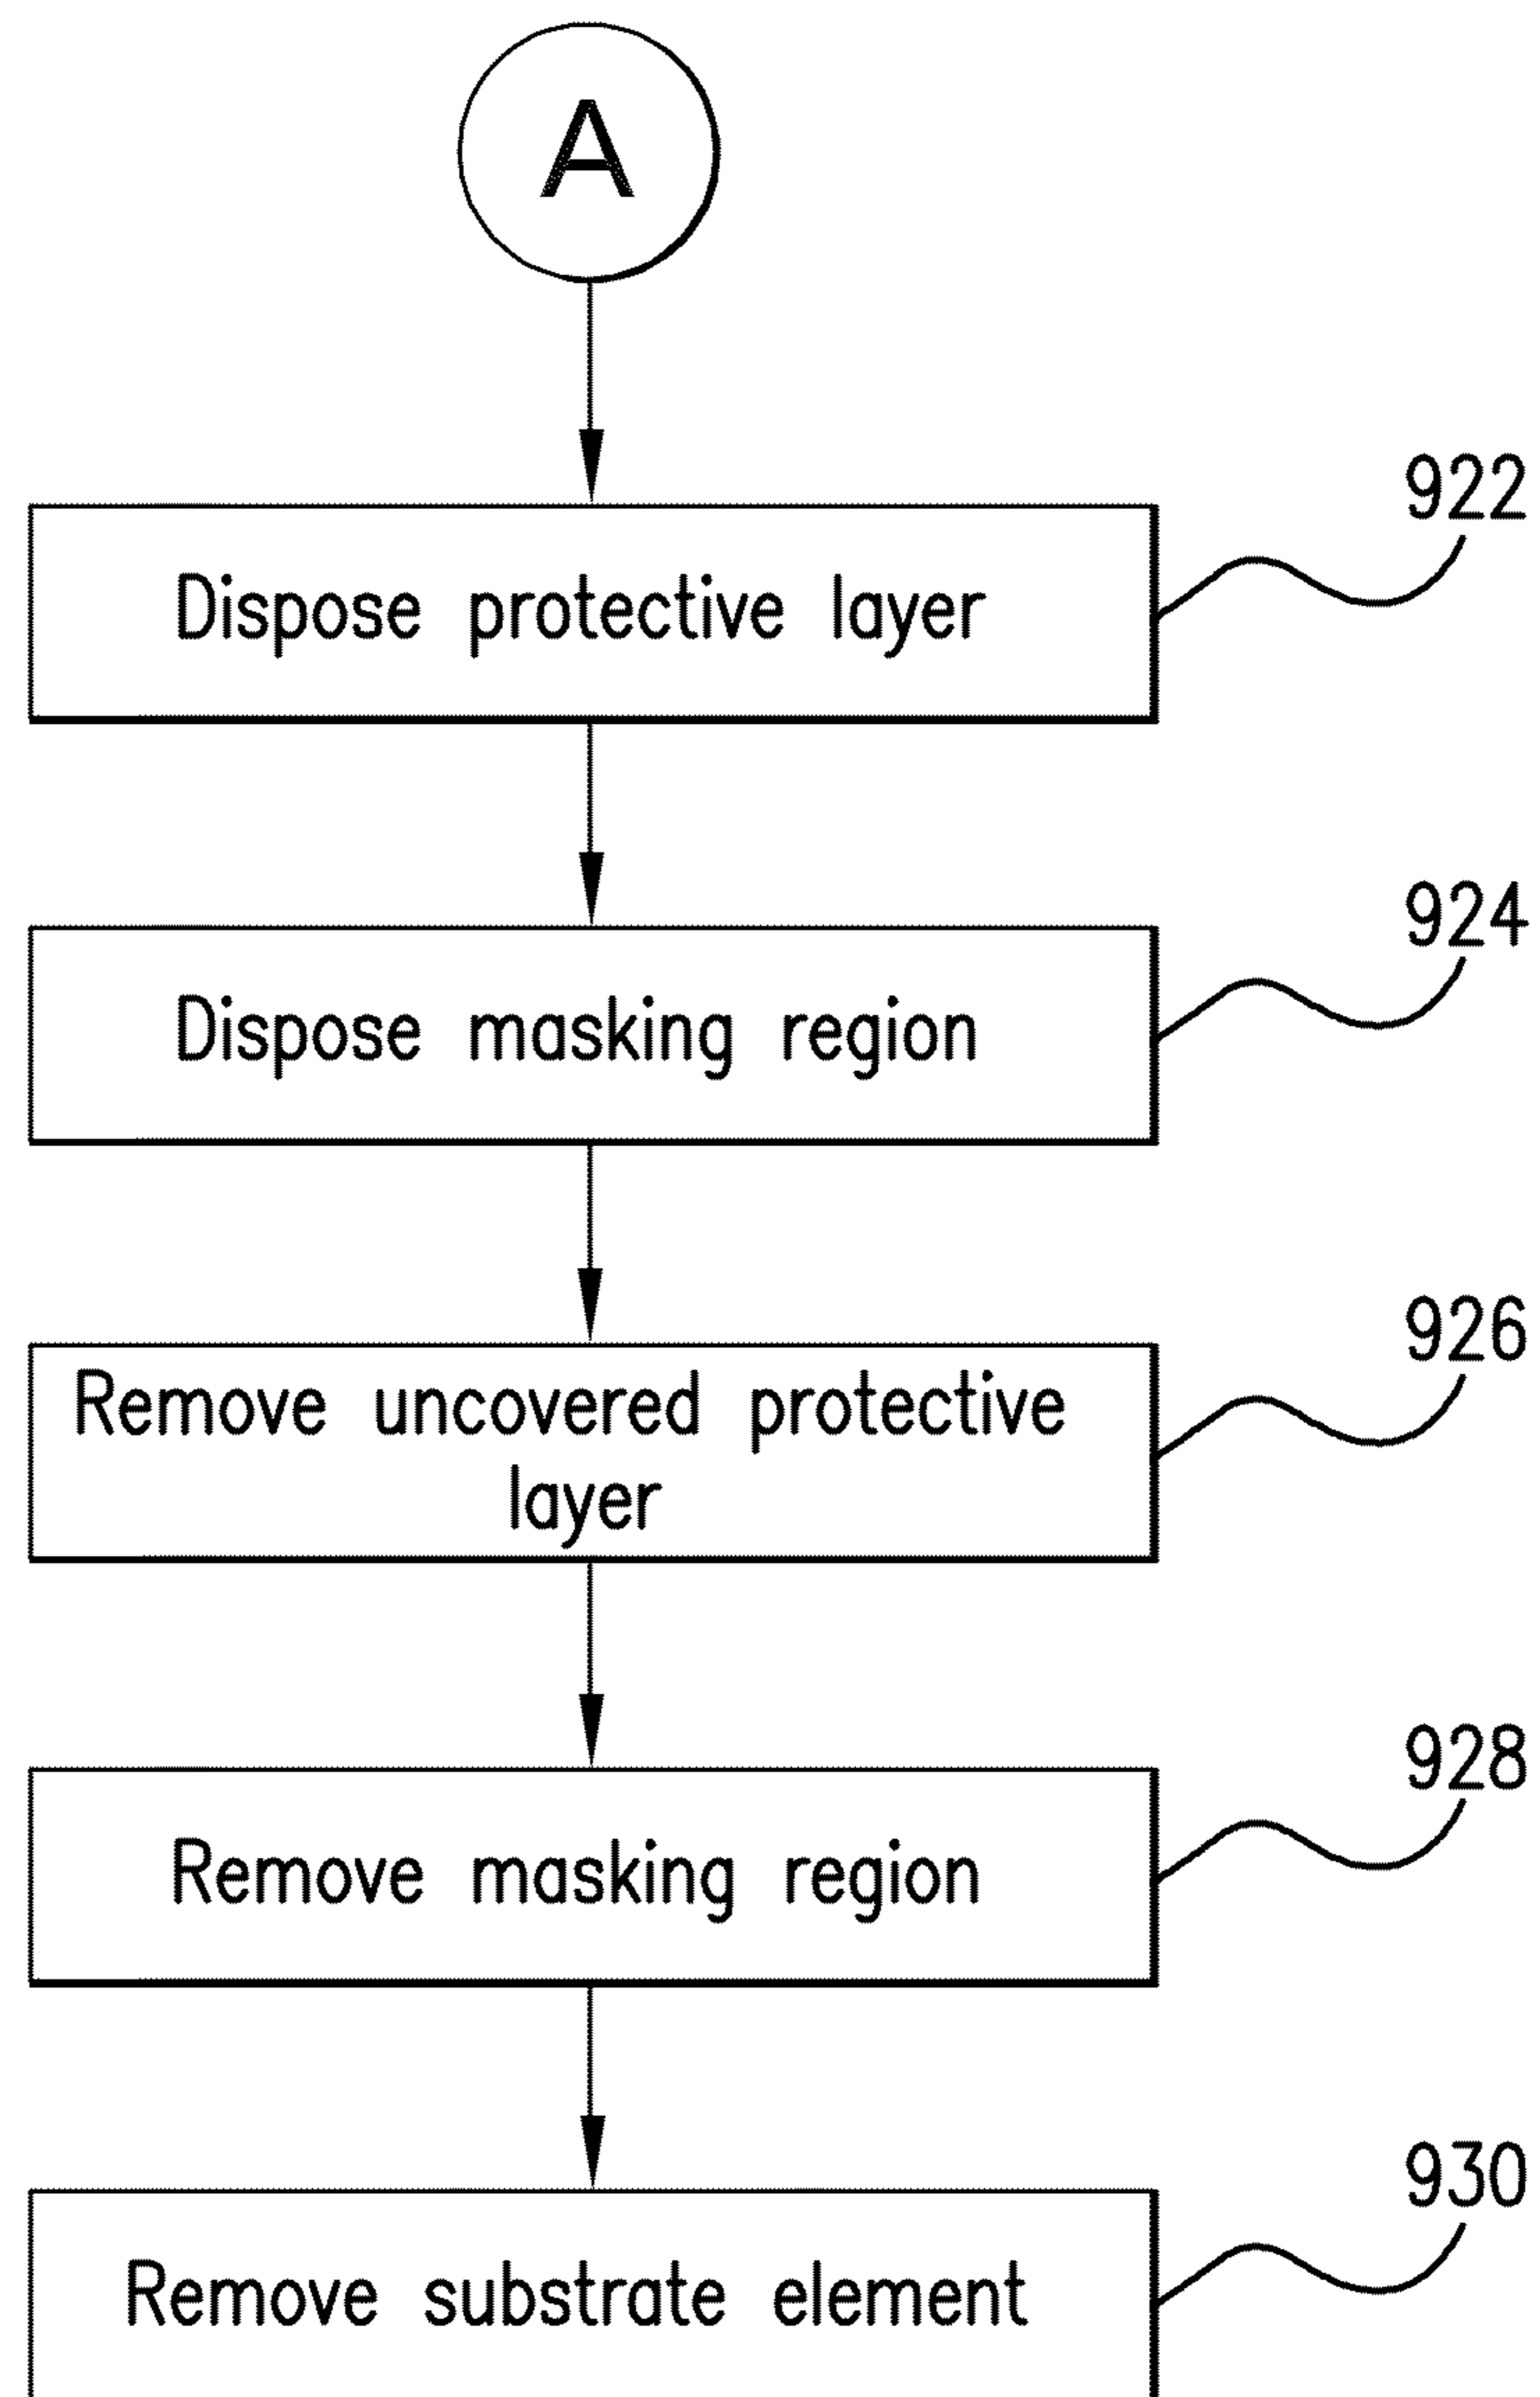 A
922
Dispose protective layer
924
Dispose masking region
926
Remove uncovered protective
layer
928
Remove masking region
930
Remove substrate element